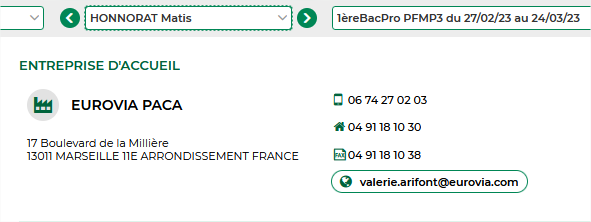 HONNORAT Matis
1èreBacPro PFMP3 du 27/02/23 au 24/03/23
ENTREPRISE D'ACCUEIL
EUROVIA PACA
17 Boulevard de la Millière
13011 MARSEILLE 11E ARRONDISSEMENT FRANCE
06 74 27 02 03
04 91 18 10 30
FAX 04 91 18 10 38
valerie.arifont@eurovia.com